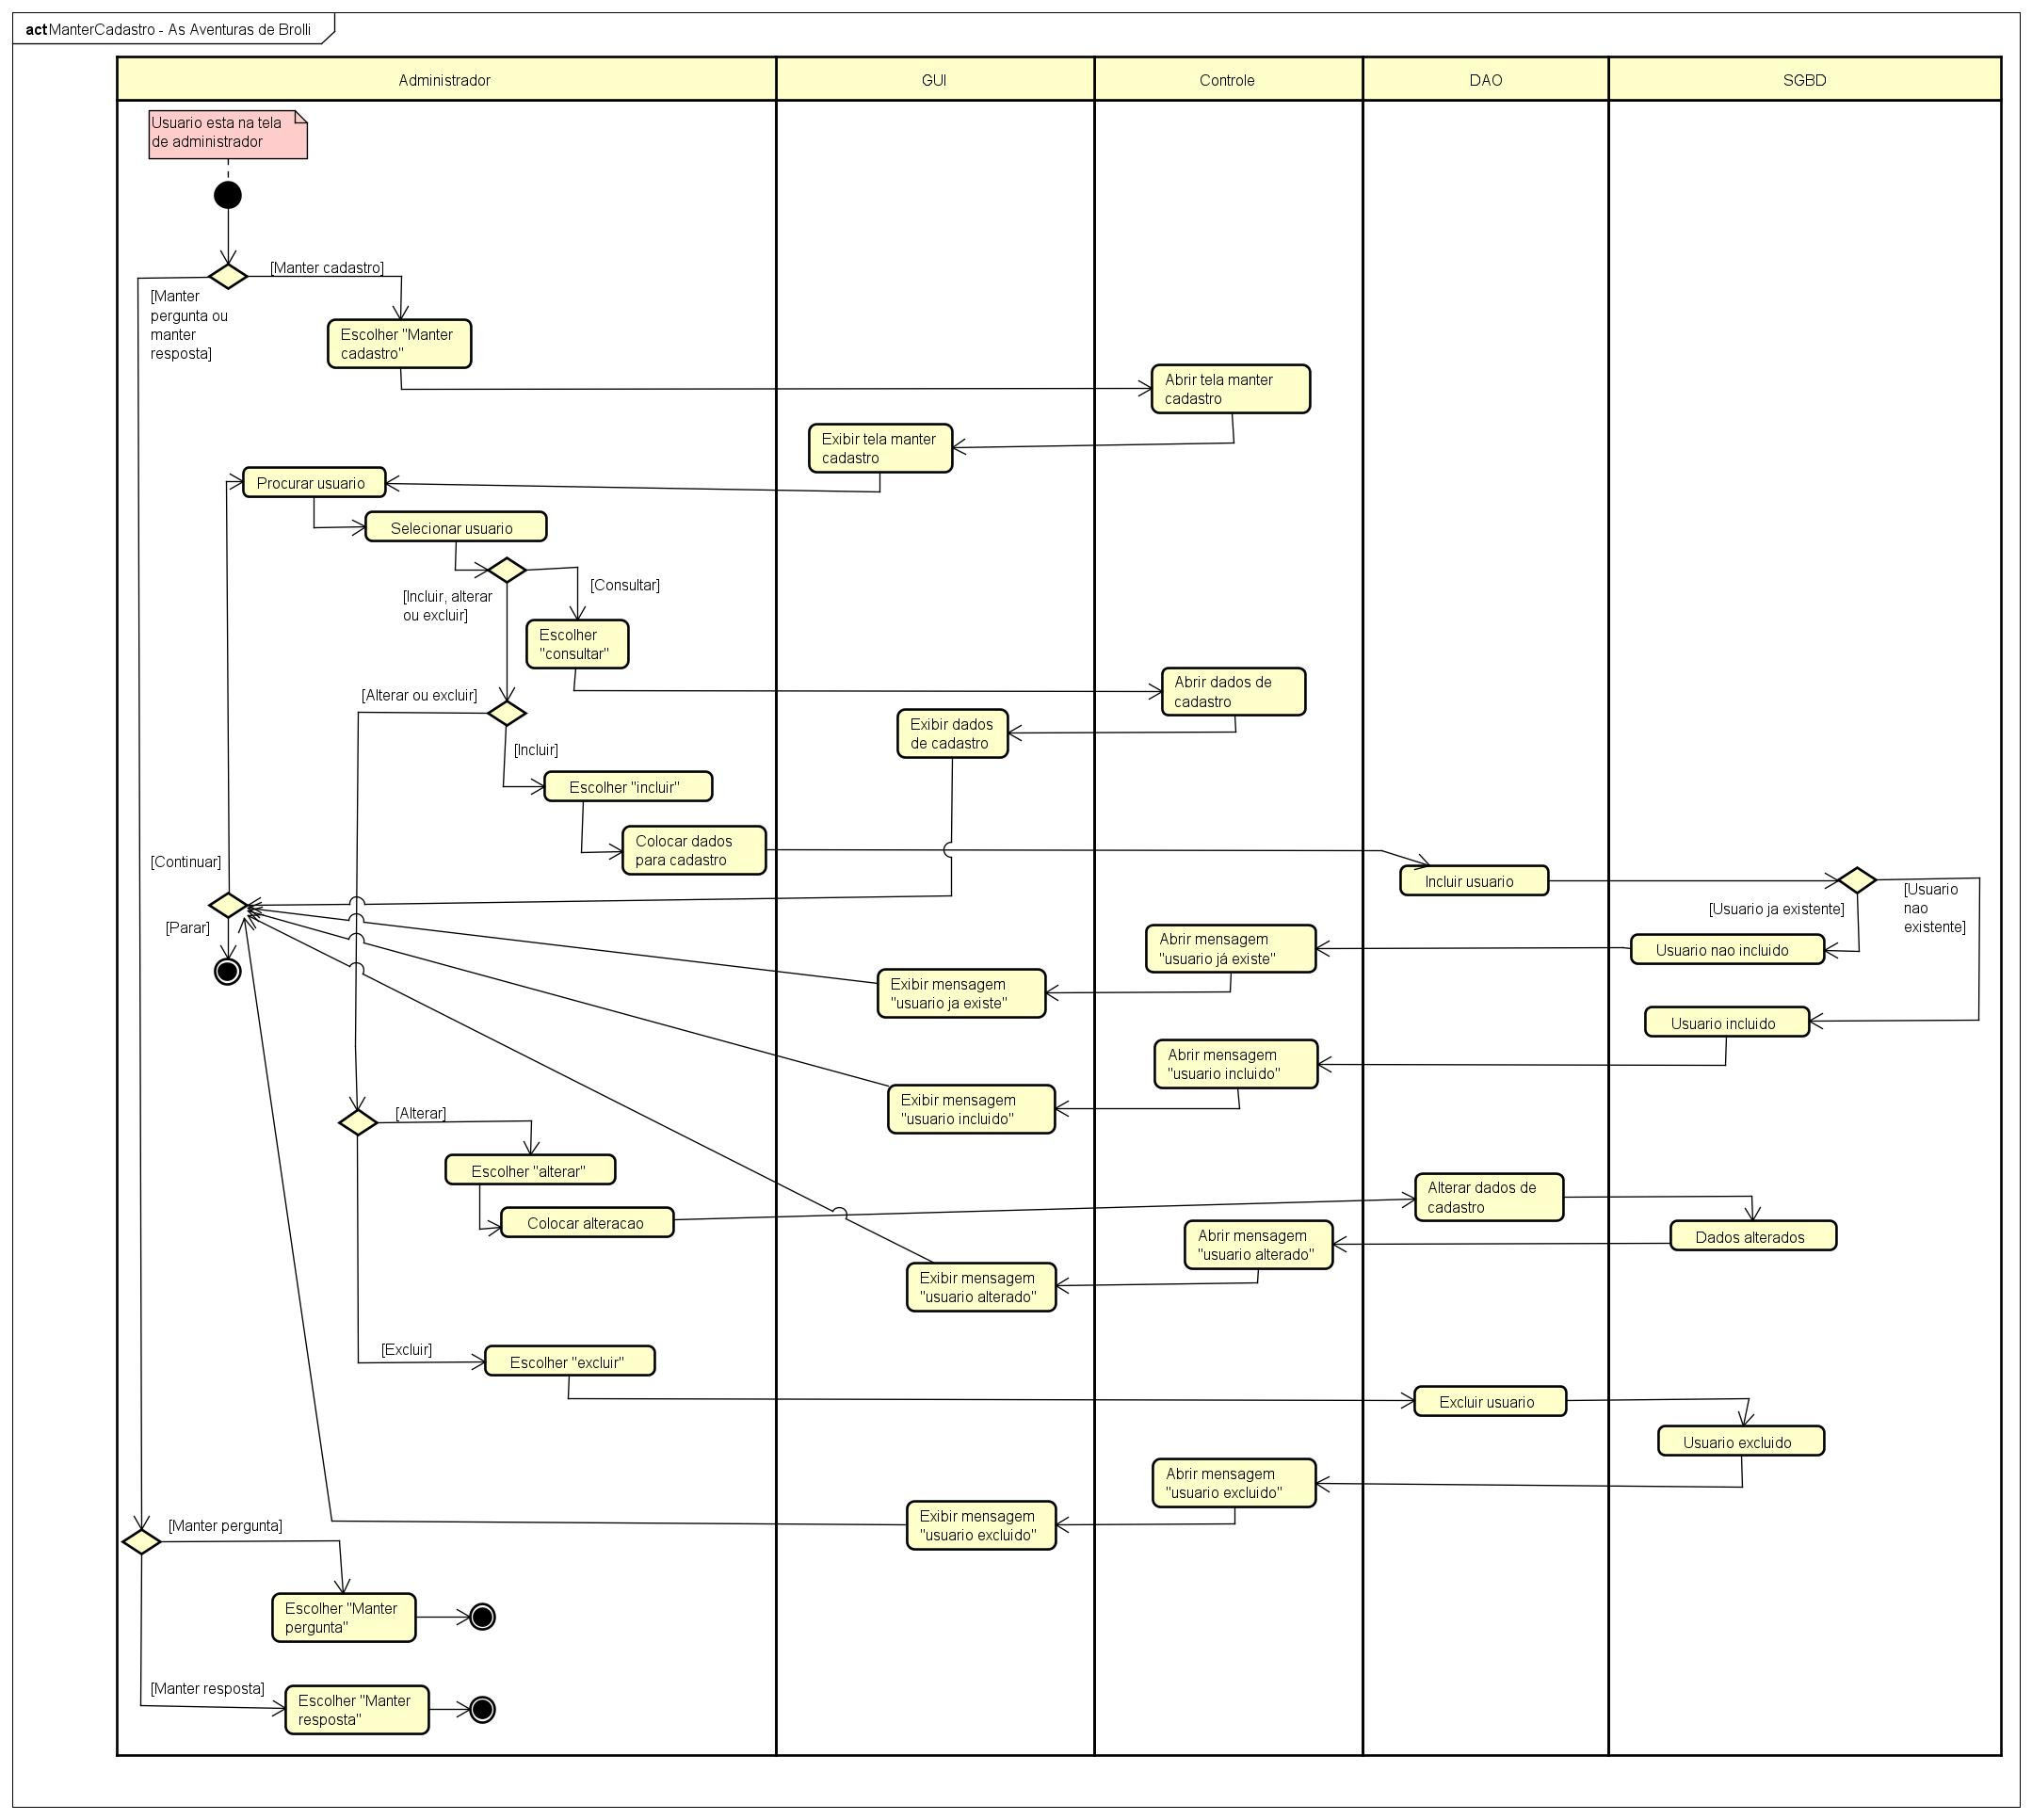 act ManterCadastro - As Aventuras de Brolli
Administrador
GUI
Controle
DAO
SGBD
Usuario esta na tela
de administrador
[Manter cadastro]
[Manter
pergunta ou
manter
resposta]
Escolher "Manter
cadastro"
Abrir tela manter
cadastro
Exibir tela manter
cadastro
Procurar usuario
Selecionar usuario
[Consultar]
[Incluir, alterar
ou excluir]
Escolher
"consultar"
Abrir dados de
cadastro
[Alterar ou excluir]
Exibir dados
de cadastro
[Incluir]
Escolher "incluir"
Colocar dados
para cadastro
[Continuar]
Incluir usuario
[Usuario
nao
existente]
[Usuario ja existente]
[Parar]
Abrir mensagem
"usuario já existe"
Usuario nao incluido
Exibir mensagem
"usuario ja existe"
Usuario incluido
Abrir mensagem
"usuario incluido"
Exibir mensagem
"usuario incluido"
[Alterar]
Escolher "alterar"
Alterar dados de
cadastro
Colocar alteracao
Abrir mensagem
"usuario alterado"
Dados alterados
Exibir mensagem
"usuario alterado"
[Excluir]
Escolher "excluir"
Excluir usuario
Usuario excluido
Abrir mensagem
"usuario excluido"
Exibir mensagem
"usuario excluido"
[Manter pergunta]
Escolher "Manter
pergunta"
[Manter resposta]
Escolher "Manter
resposta"